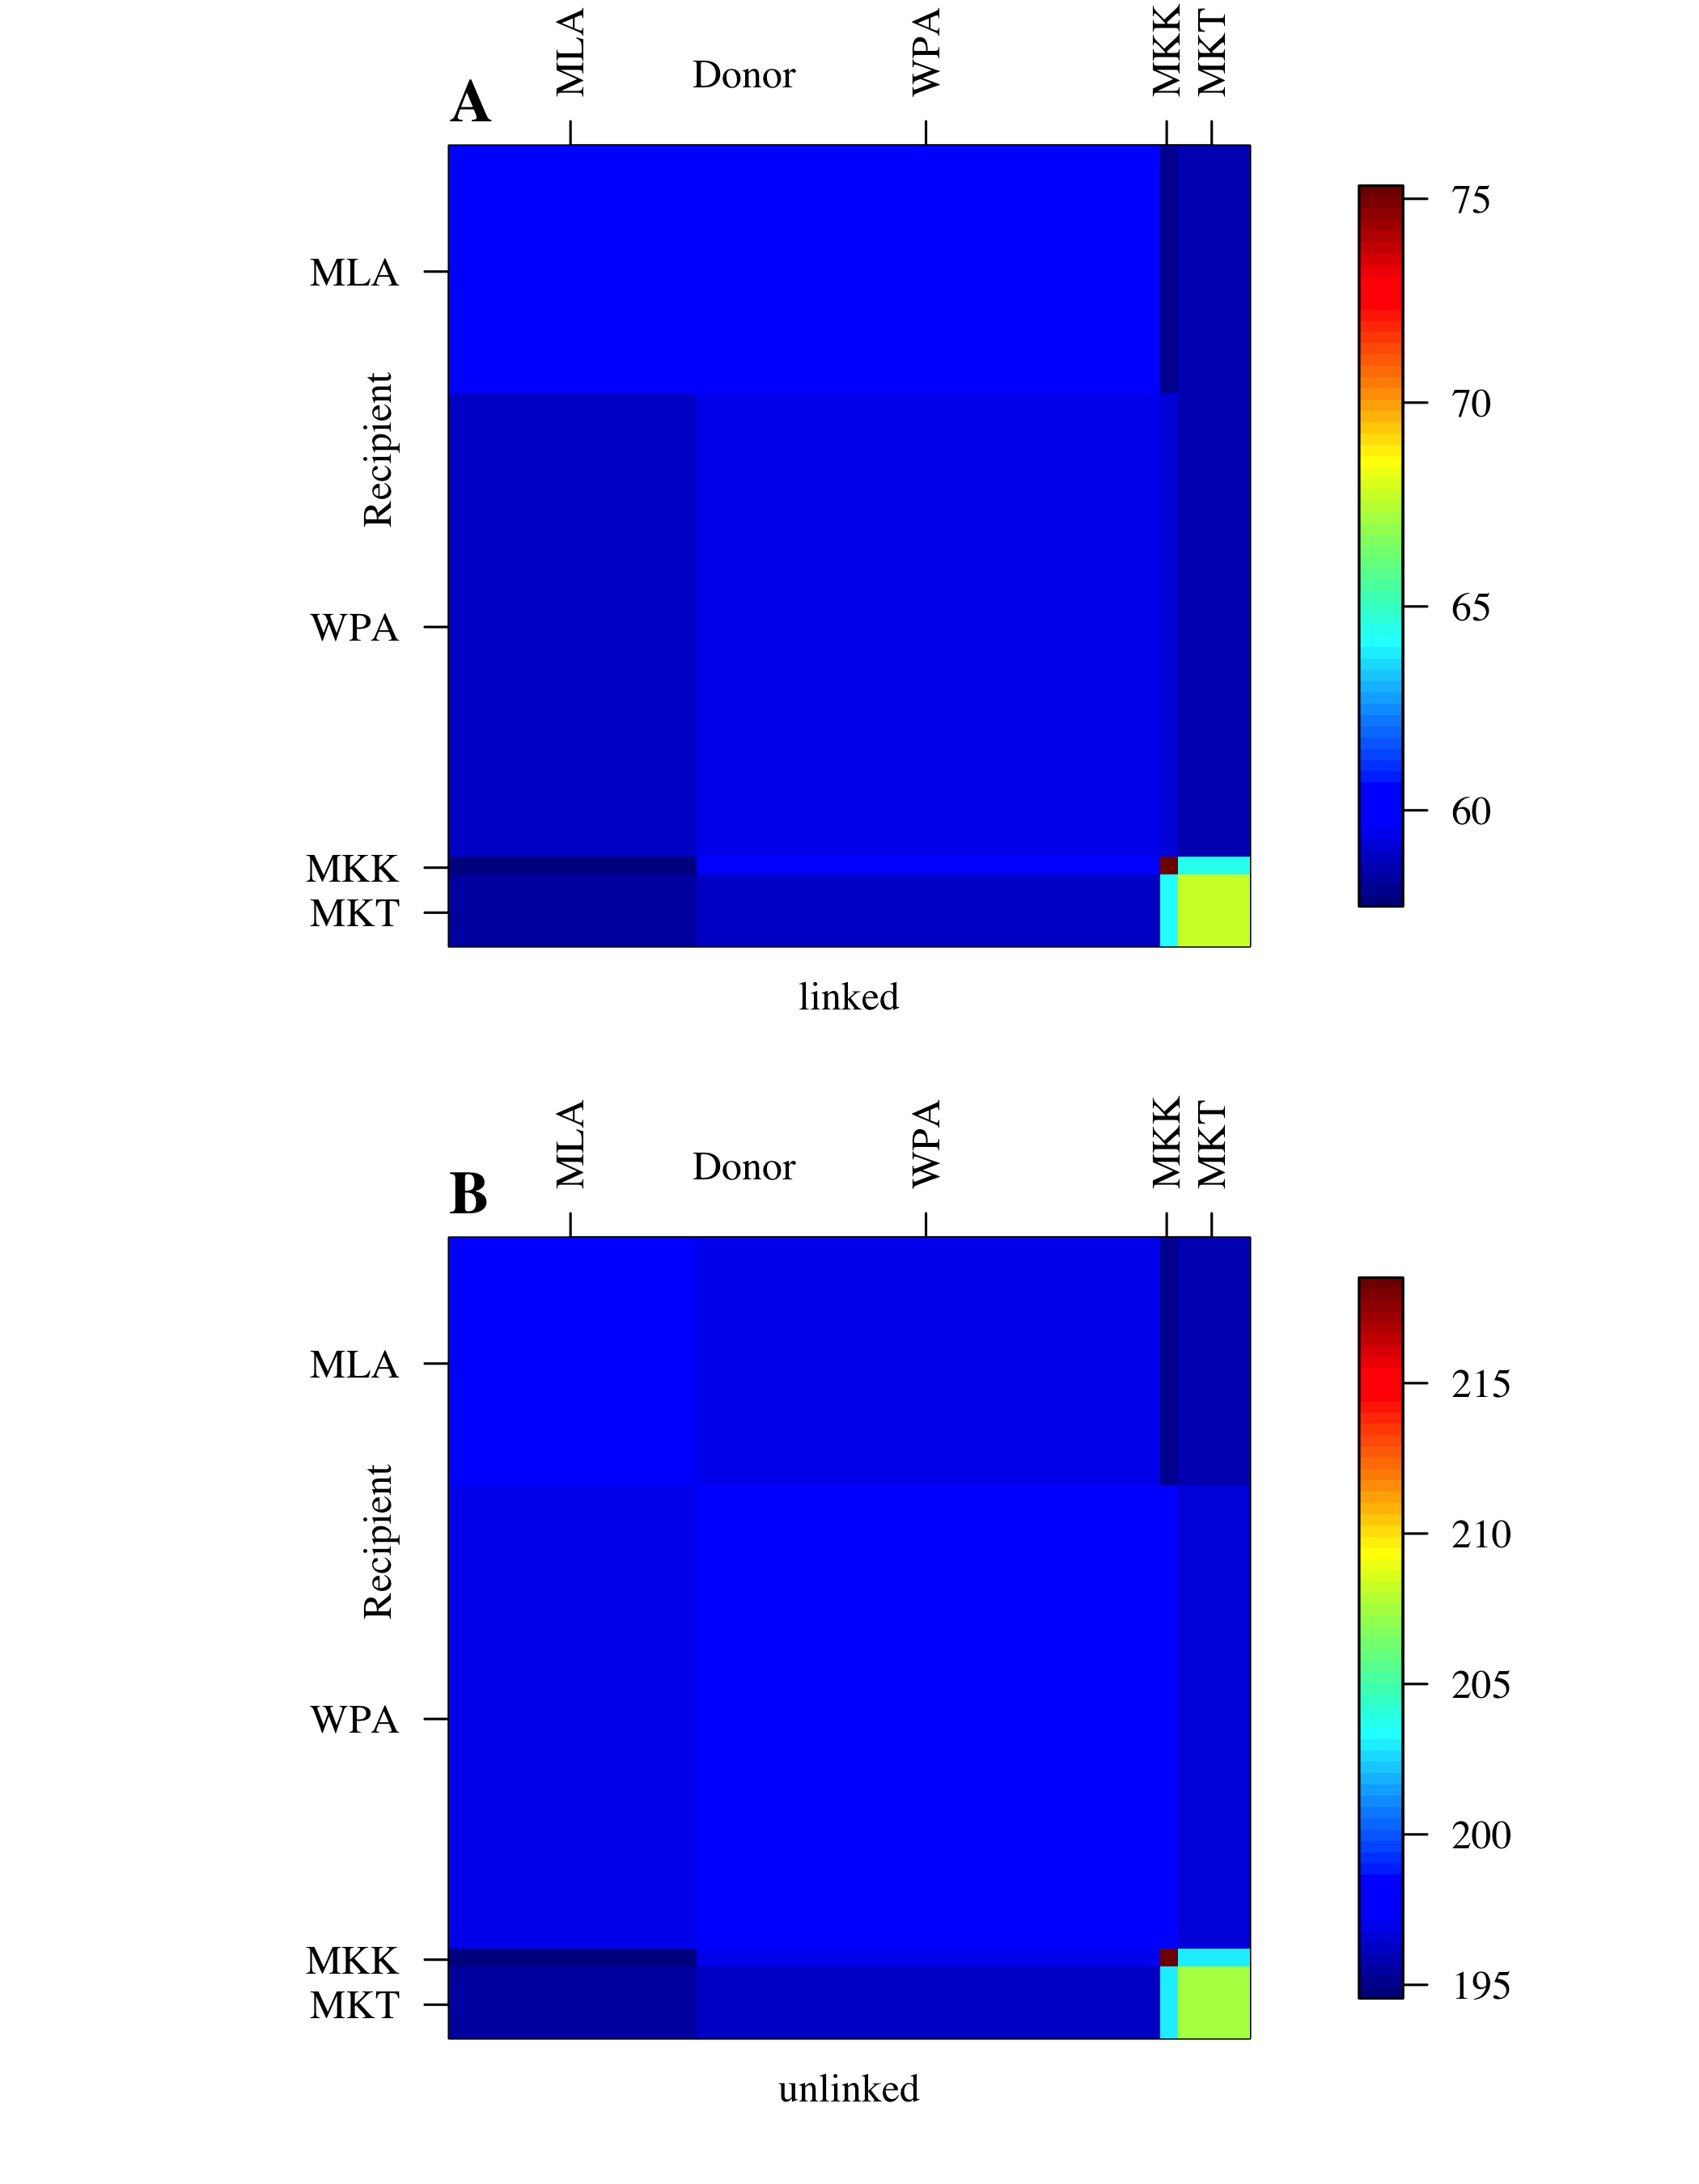 A
MLA
Donor
WPA
MKK
MKT
MLA
Recipient
WPA
MKK
MKT
75
70
65
60
linked
B
MLA
Donor
WPA
MKK
MKT
MLA
Recipient
WPA
MKK
MKT
215
210
205
200
195
unlinked